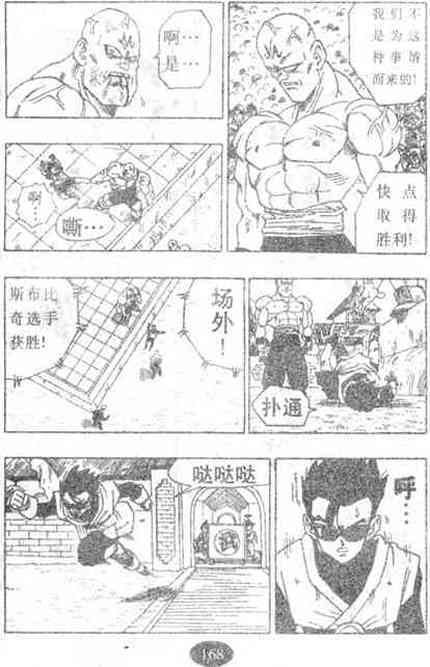 我们不
是为这
种事情
而来的!
快点
取得
胜利!
啊…
是…
啊…
嘶…
扑通
场外!
斯布比
奇选手
获胜!
呼…
哒哒哒
168